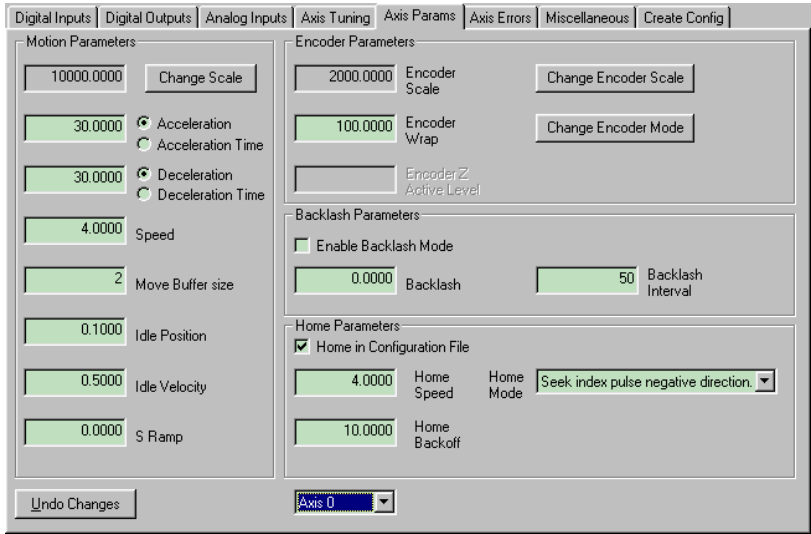 Digital Inputs Digital Outputs Analog Inputs Axis Tuning Axis Params Axis Errors Miscellaneous Create Config
Motion Parameters
10000.0000 Change Scale
30.0000 Acceleration
Acceleration Time
30.0000 Deceleration
Deceleration Time
4.0000 Speed
2 Move Buffer size
0.1000 Idle Position
0.5000 Idle Velocity
0.0000 S Ramp
Undo Changes
Encoder Parameters
2000.0000 Encoder
Scale
Change Encoder Scale
100.0000 Encoder
Wrap
Change Encoder Mode
Encoder Z
Active Level
Backlash Parameters
Enable Backlash Mode
0.0000 Backlash
50 Backlash
Interval
Home Parameters
Home in Configuration File
4.0000 Home
Speed
Home
Mode
Seek index pulse negative direction.
10.0000 Home
Backoff
Axis 0